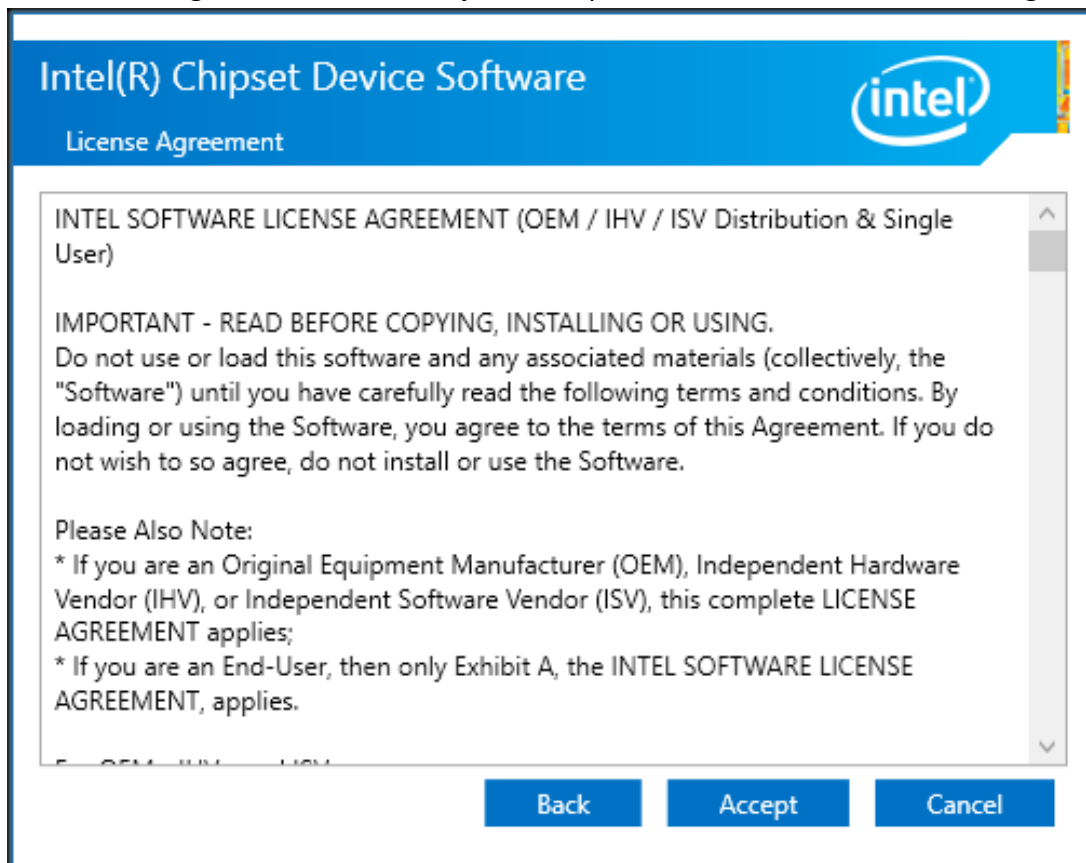 Intel(R) Chipset Device Software
intel
License Agreement
INTEL SOFTWARE LICENSE AGREEMENT (OEM / IHV / ISV Distribution & Single
User)
IMPORTANT - READ BEFORE COPYING, INSTALLING OR USING.
Do not use or load this software and any associated materials (collectively, the
"Software") until you have carefully read the following terms and conditions. By
loading or using the Software, you agree to the terms of this Agreement. If you do
not wish to so agree, do not install or use the Software.
Please Also Note:
* If you are an Original Equipment Manufacturer (OEM), Independent Hardware
Vendor (IHV), or Independent Software Vendor (ISV), this complete LICENSE
AGREEMENT applies;
* If you are an End-User, then only Exhibit A, the INTEL SOFTWARE LICENSE
AGREEMENT, applies.
Back
Accept
Cancel